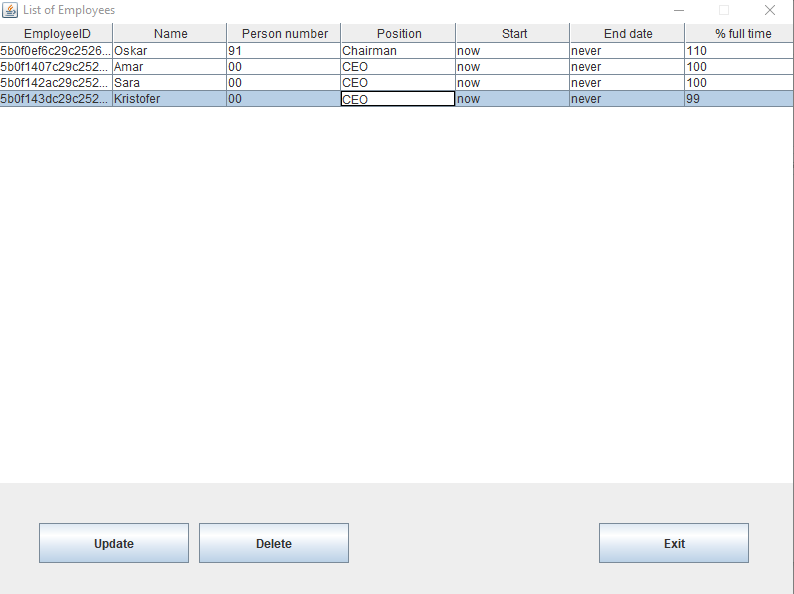 List of Employees
EmployeeID Name Person number Position Start End date % full time
5b0f0ef6c29c2526... Oskar 91 Chairman now never 110
5b0f1407c29c252... Amar 00 CEO now never 100
5b0f142ac29c252... Sara 00 CEO now never 100
5b0f143dc29c252... Kristofer 00 CEO now never 99
Update Delete Exit